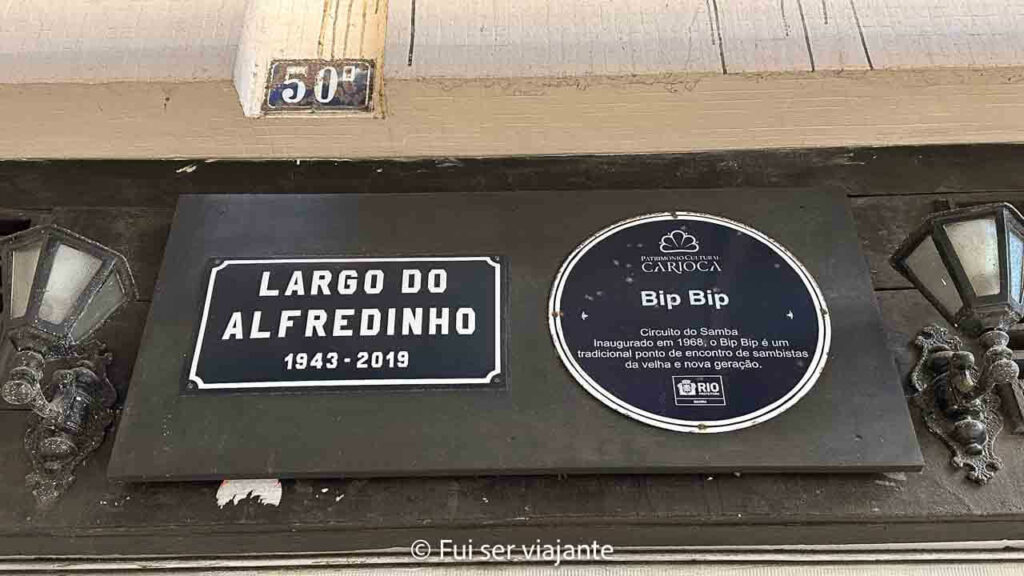 50ᴬ
LARGO DO
ALFREDINHO
1943-2019
PATRIMÔNIO CULTURAL
CARIOCA
Bip Bip
Circuito do Samba
Inaugurado em 1968, o Bip Bip é um
tradicional ponto de encontro de sambistas
da velha e nova geração.
RIO
PREFEITURA
© Fui ser viajante